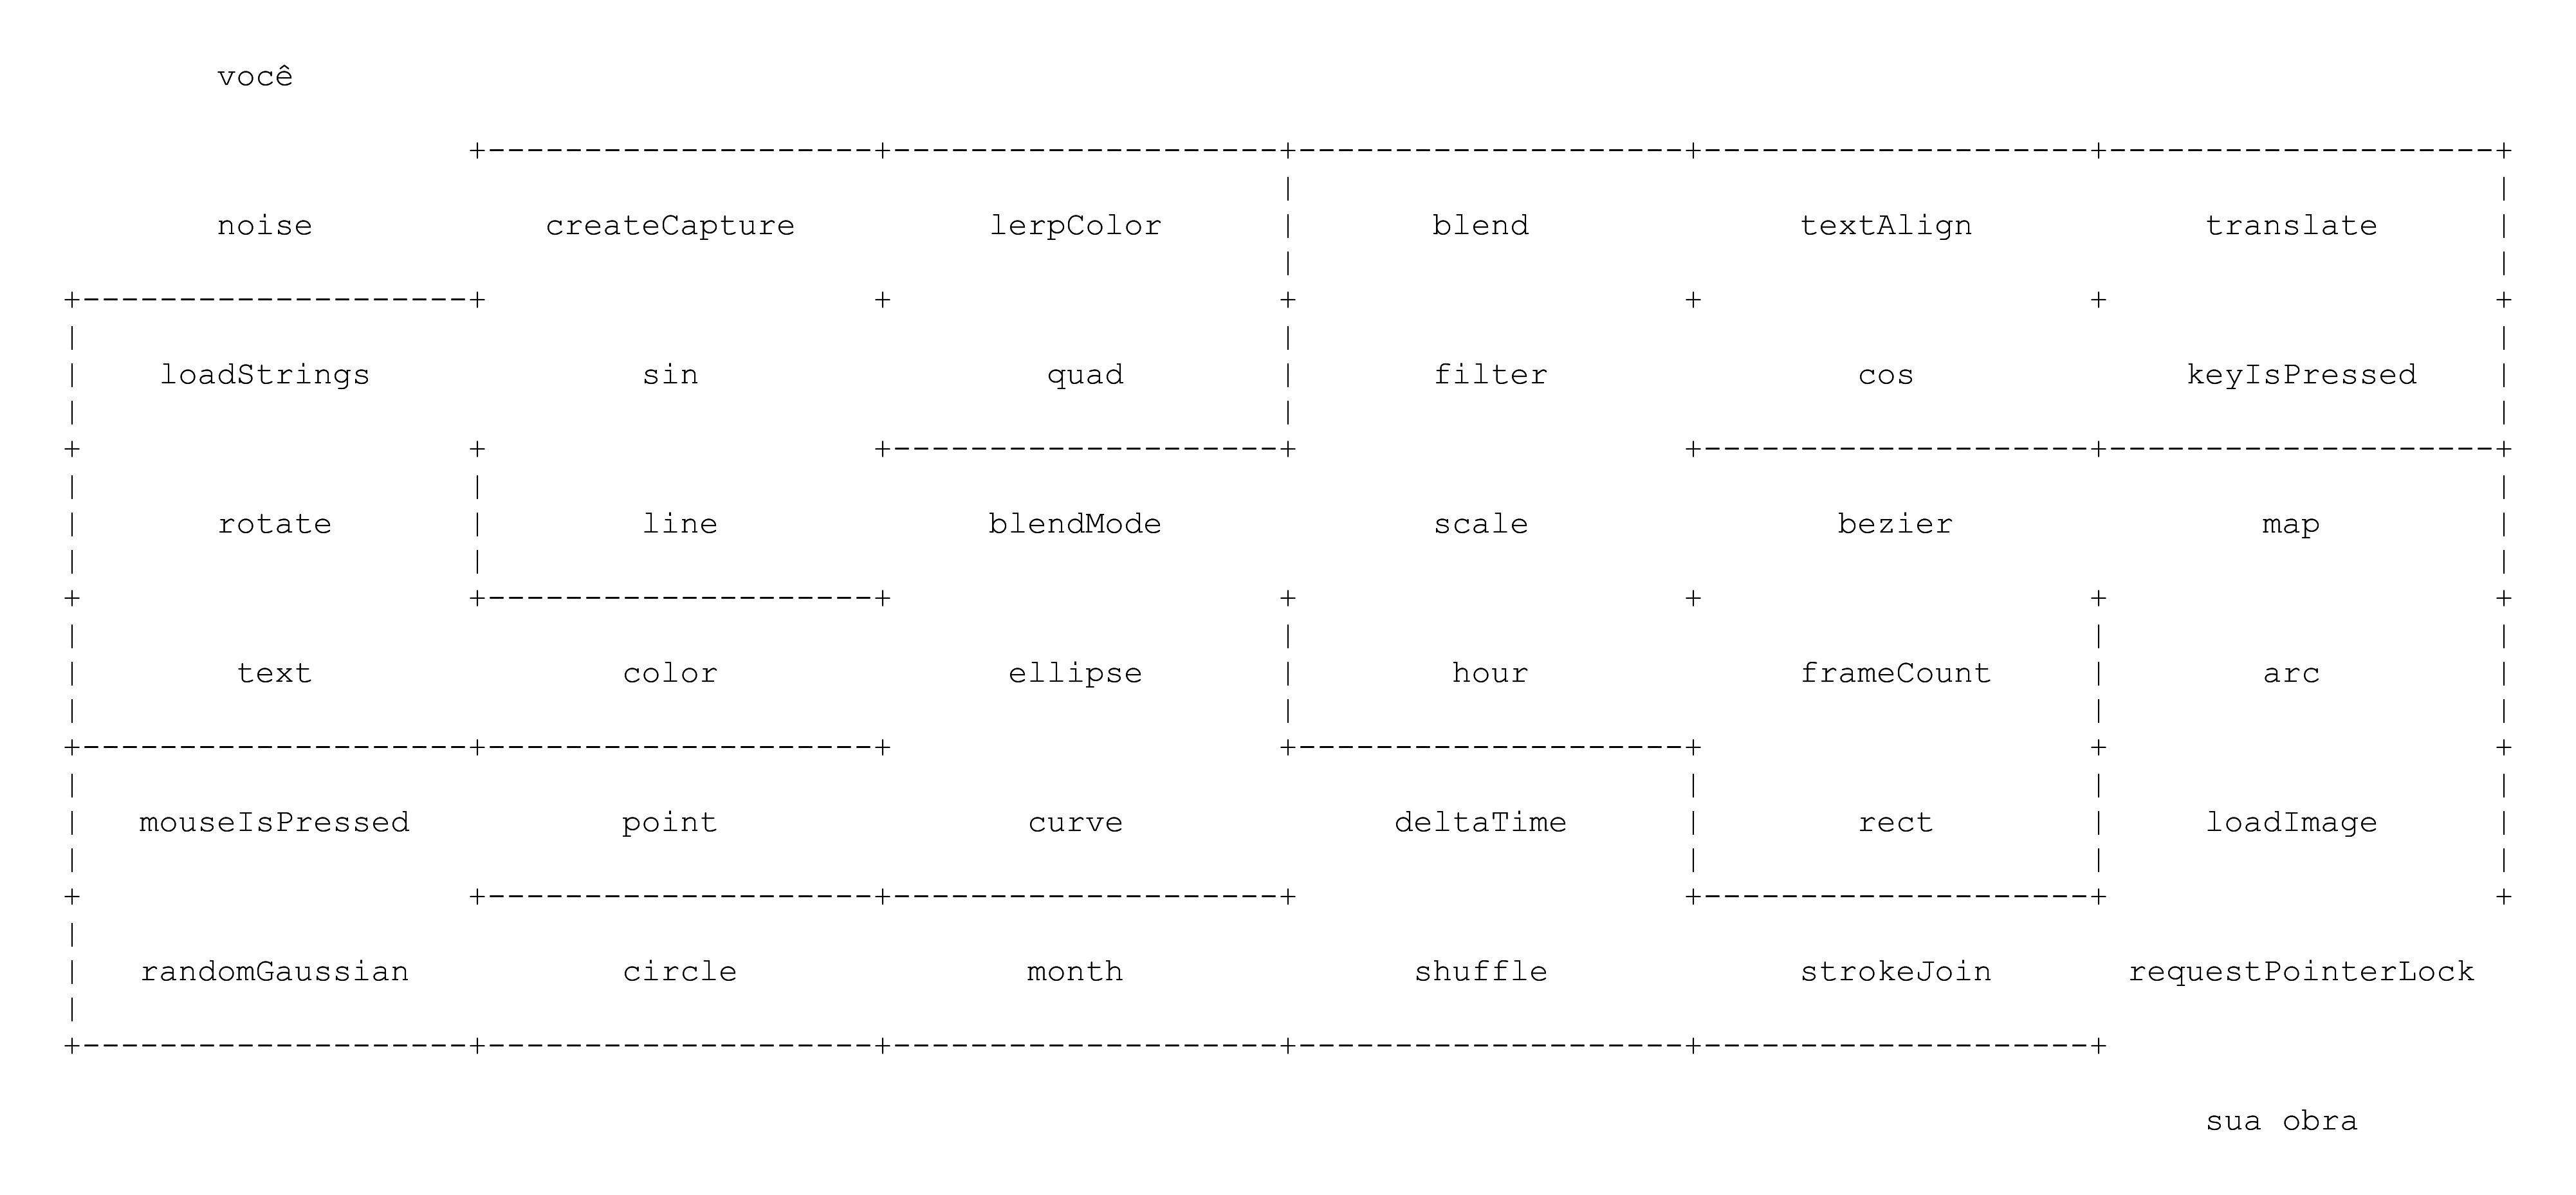 você
noise createCapture lerpColor blend textAlign translate
loadStrings sin quad filter cos keyIsPressed
rotate line blendMode scale bezier map
text color ellipse hour frameCount arc
mouseIsPressed point curve deltaTime rect loadImage
randomGaussian circle month shuffle strokeJoin requestPointerLock
sua obra